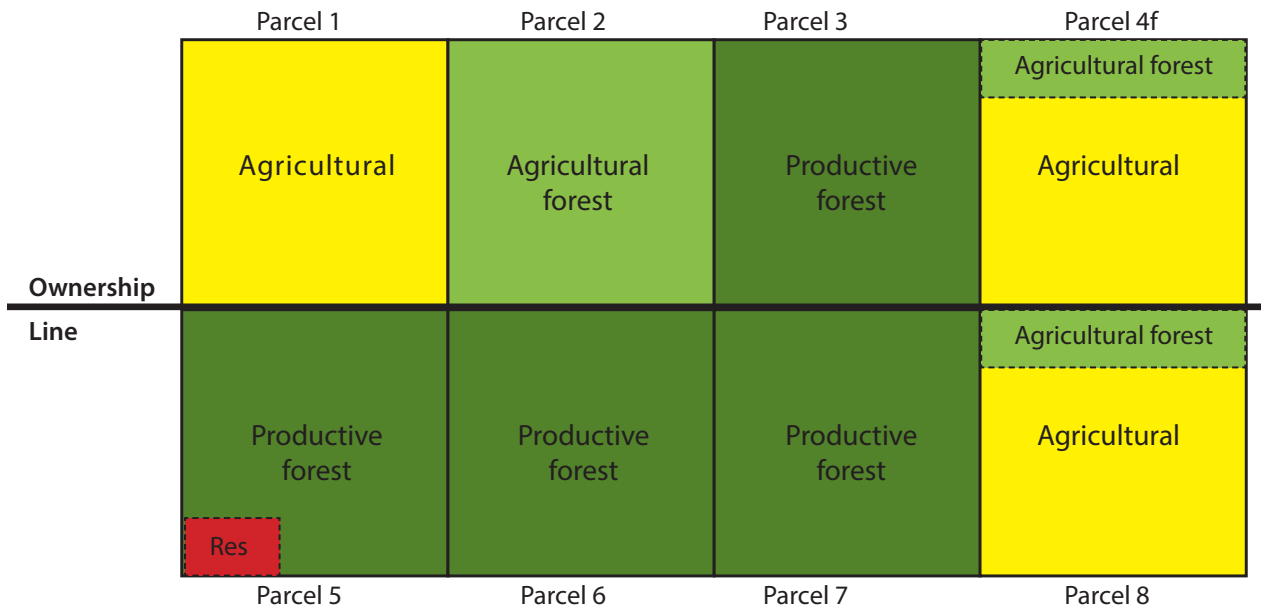 Parcel 1
Parcel 2
Parcel 3
Parcel 4f
Agricultural forest
Agricultural
Agricultural
forest
Productive
forest
Agricultural
Ownership
Line
Agricultural forest
Productive
forest
Productive
forest
Productive
forest
Agricultural
Res
Parcel 5
Parcel 6
Parcel 7
Parcel 8